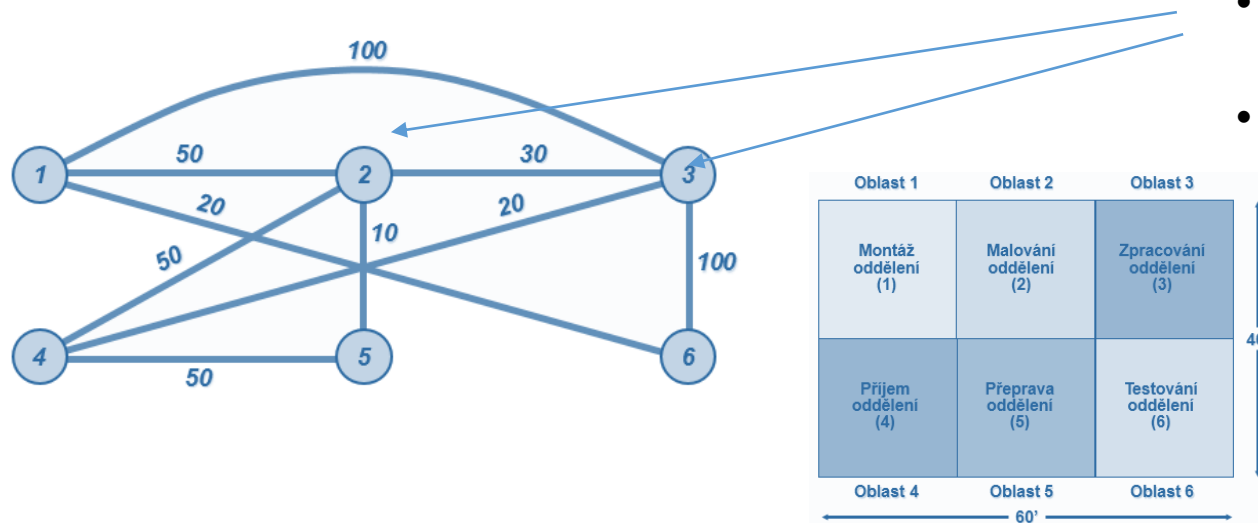 100
50
30
1
2
3
20
20
10
50
100
4
5
6
50
Oblast 1 Oblast 2 Oblast 3
Montáž
oddělení
(1)
Malování
oddělení
(2)
Zpracování
oddělení
(3)
Příjem
oddělení
(4)
Přeprava
oddělení
(5)
Testování
oddělení
(6)
Oblast 4 Oblast 5 Oblast 6
60'